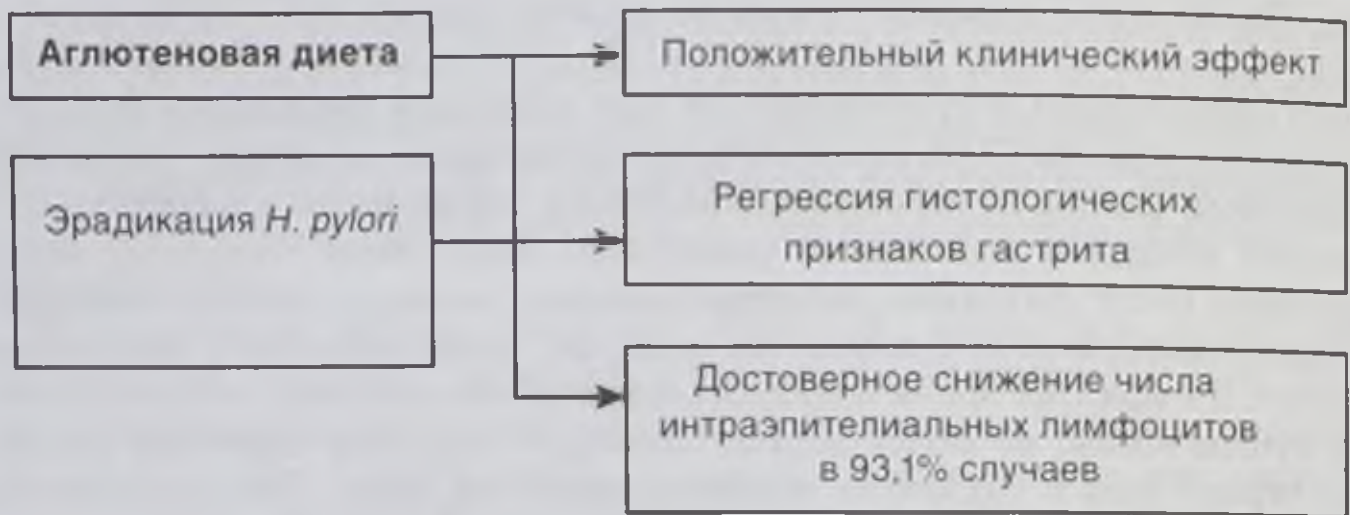 Аглютеновая диета
Положительный клинический эффект
Эрадикация H. pylori
Регрессия гистологических
признаков гастрита
Достоверное снижение числа
интраэпителиальных лимфоцитов
в 93,1% случаев